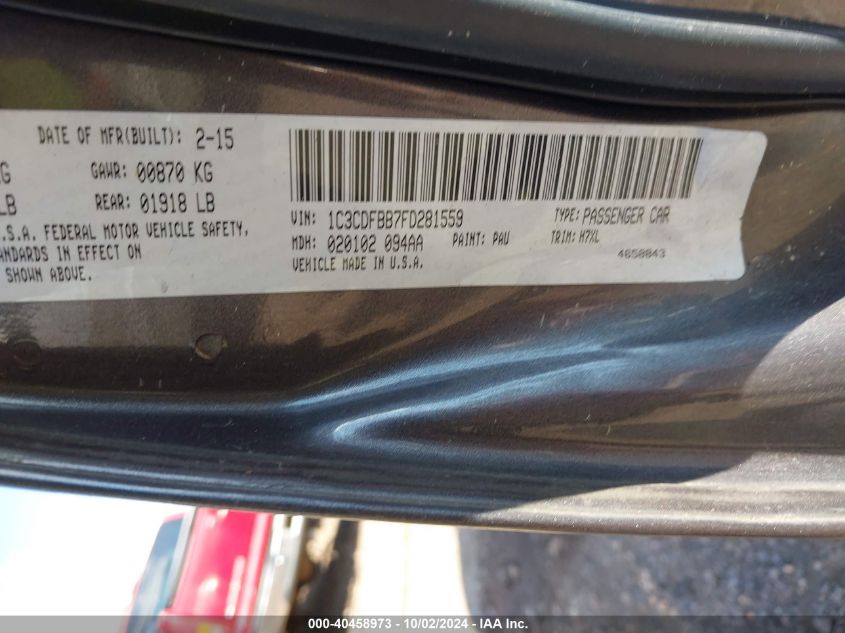 DATE OF MFR(BUILT): 2-15
G GAWR: 00870 KG
LB REAR: 01918 LB
.S.A. FEDERAL MOTOR VEHICLE SAFETY,
ANDARDS IN EFFECT ON
SHOWN ABOVE.
VIN: 1C3CDFBB7FD281559 TYPE: PASSENGER CAR
MDH: 020102 094AA PAINT: PAU TRIM: H7XL
VEHICLE MADE IN U.S.A. 4658843
000-40458973 - 10/02/2024 - IAA Inc.